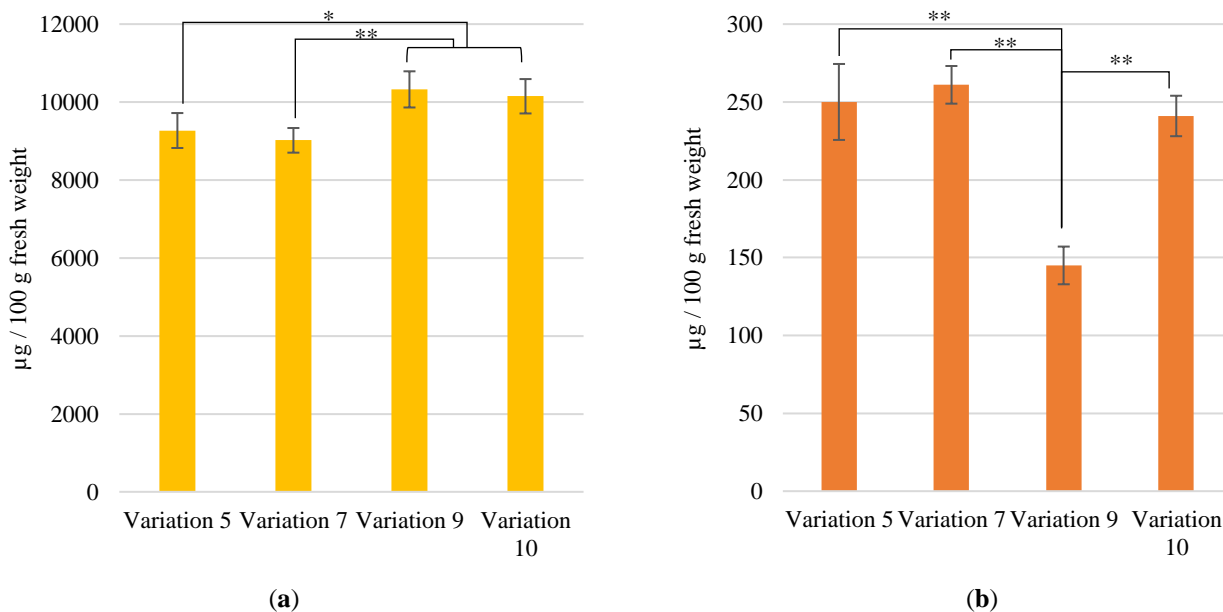 12000
10000
8000
6000
4000
2000
0
µg / 100 g fresh weight
*
**
Variation 5
Variation 7
Variation 9
Variation
10
(a)
300
250
200
150
100
50
0
µg / 100 g fresh weight
**
**
**
Variation 5
Variation 7
Variation 9
Variation
10
(b)